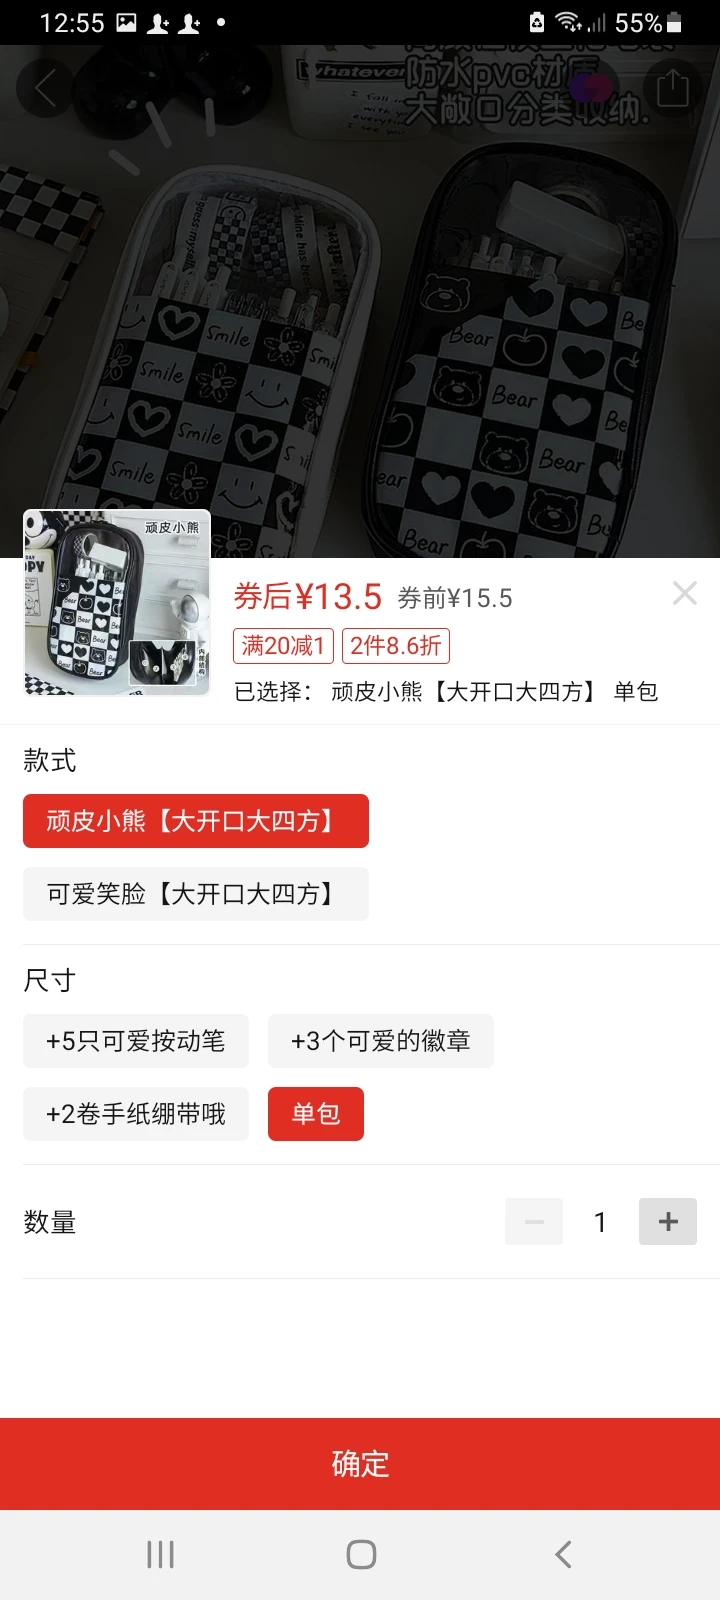 12:55
55%
防水pvc材质
大敞口分类收纳.
whatever
Smile
Smile
Smile
Smile
Bear
Bear
Bear
Bear
顽皮小熊
内部结构
券后¥13.5 券前¥15.5
满20减1 2件8.6折
已选择： 顽皮小熊【大开口大四方】 单包
款式
顽皮小熊【大开口大四方】
可爱笑脸【大开口大四方】
尺寸
+5只可爱按动笔 +3个可爱的徽章
+2卷手纸绷带哦 单包
数量
1
确定